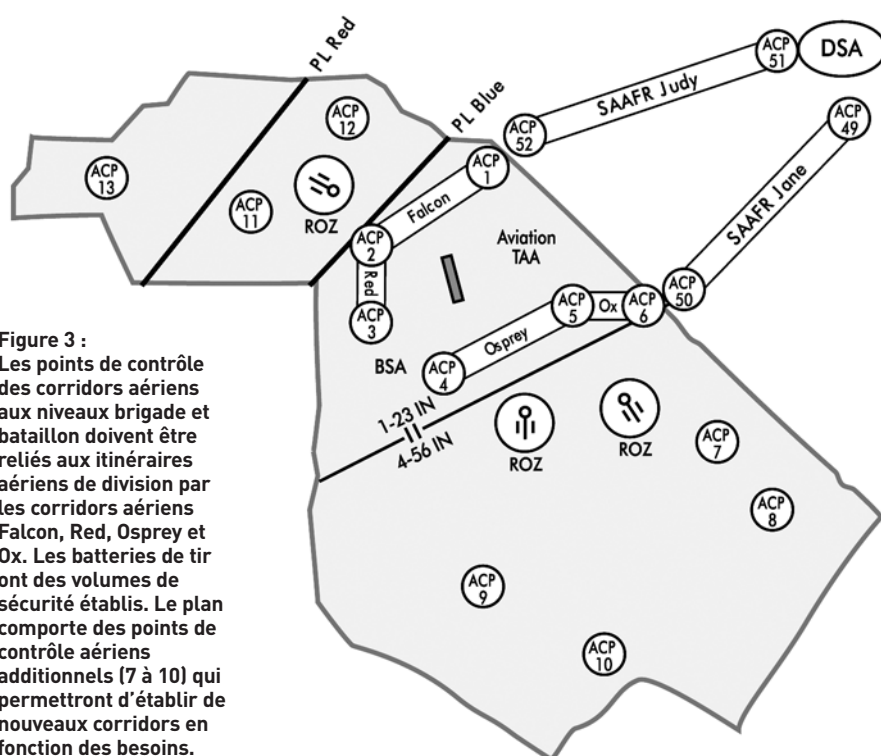 PL Red
PL Blue
ACP
51
DSA
SAAFR Judy
ACP
52
ACP
49
SAAFR Jane
ACP
50
ACP
12
ACP
13
ACP
11
ROZ
ACP
1
Falcon
ACP
2
Red
ACP
3
Aviation
TAA
ACP
5
Ox
ACP
6
Osprey
BSA
ACP
4
1-23 IN
4-56 IN
ROZ
ROZ
ACP
7
ACP
8
ACP
9
ACP
10
Figure 3 :
Les points de contrôle
des corridors aériens
aux niveaux brigade et
bataillon doivent être
reliés aux itinéraires
aériens de division par
les corridors aériens
Falcon, Red, Osprey et
Ox. Les batteries de tir
ont des volumes de
sécurité établis. Le plan
comporte des points de
contrôle aériens
additionnels (7 à 10) qui
permettront d’établir de
nouveaux corridors en
fonction des besoins.